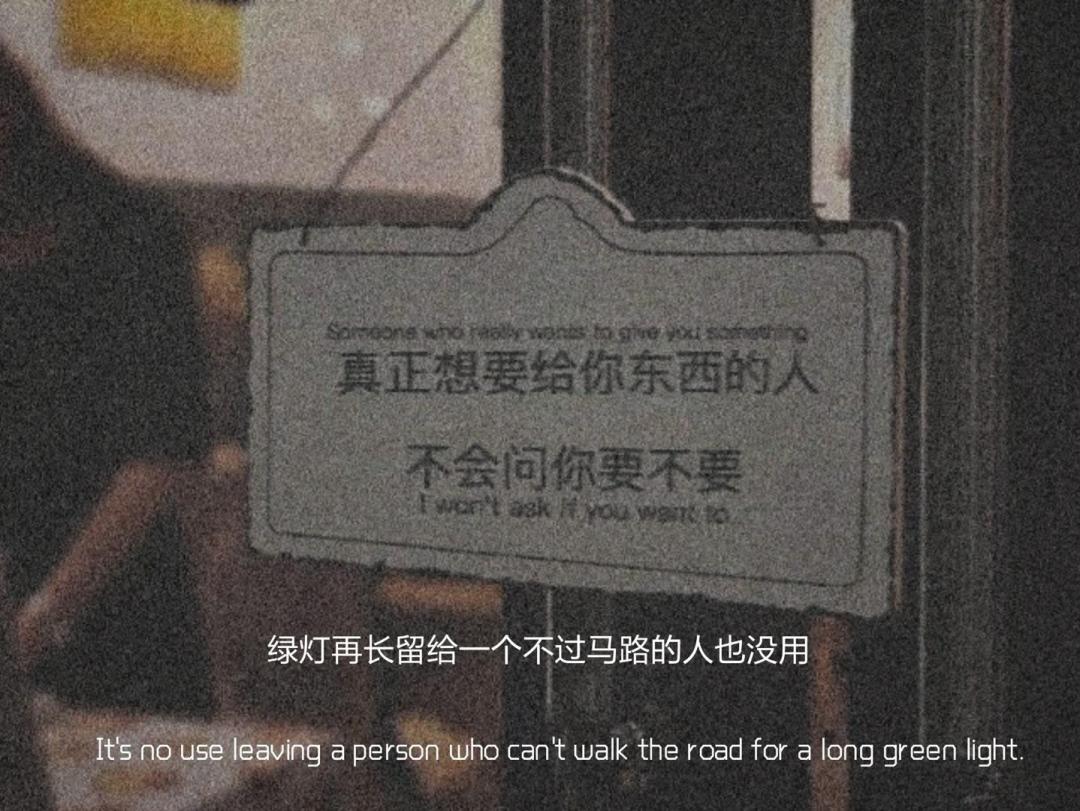 Someone who really wants to give you something
真正想要给你东西的人
不会问你要不要
I won't ask if you want to
绿灯再长留给一个不过马路的人也没用
It's no use leaving a person who can't walk the road for a long green light.